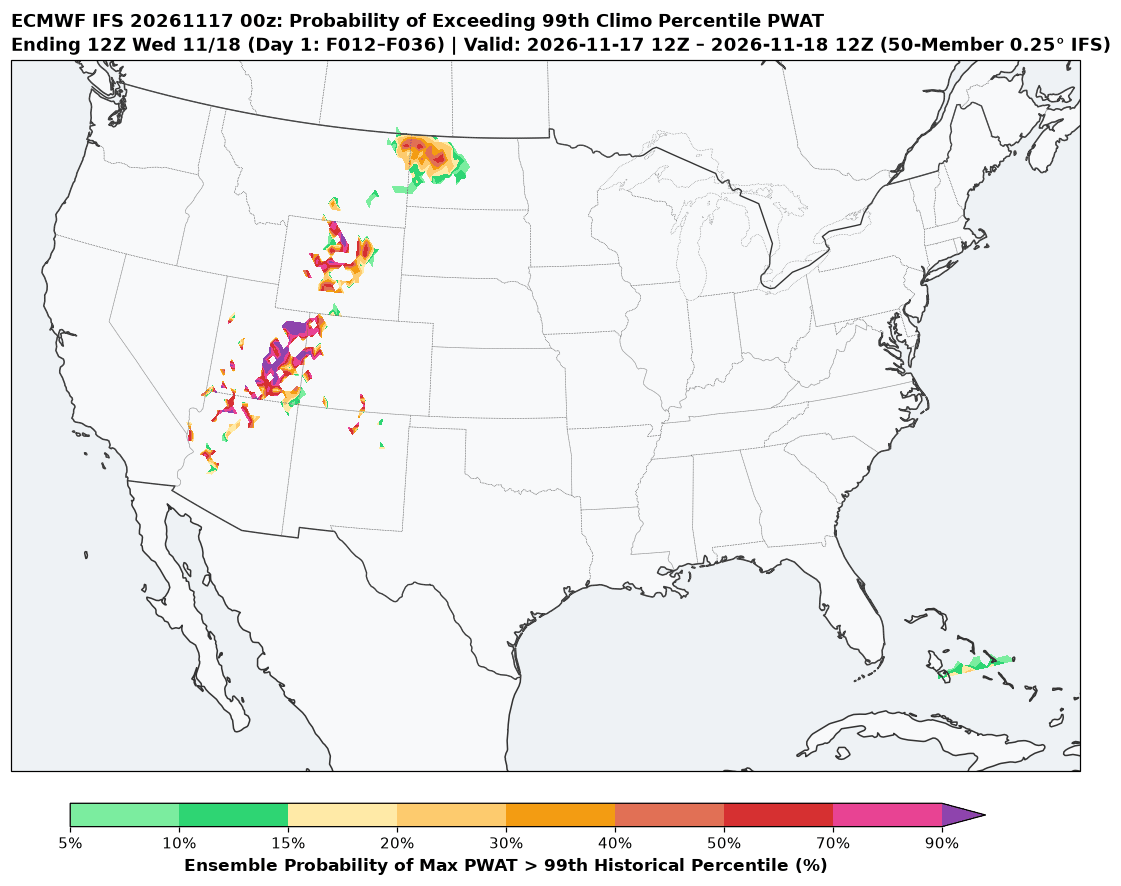 ECMWF IFS 20261117 00z: Probability of Exceeding 99th Climo Percentile PWAT
Ending 12Z Wed 11/18 (Day 1: F012–F036) | Valid: 2026-11-17 12Z – 2026-11-18 12Z (50-Member 0.25° IFS)
5% 10% 15% 20% 30% 40% 50% 70% 90%
Ensemble Probability of Max PWAT > 99th Historical Percentile (%)